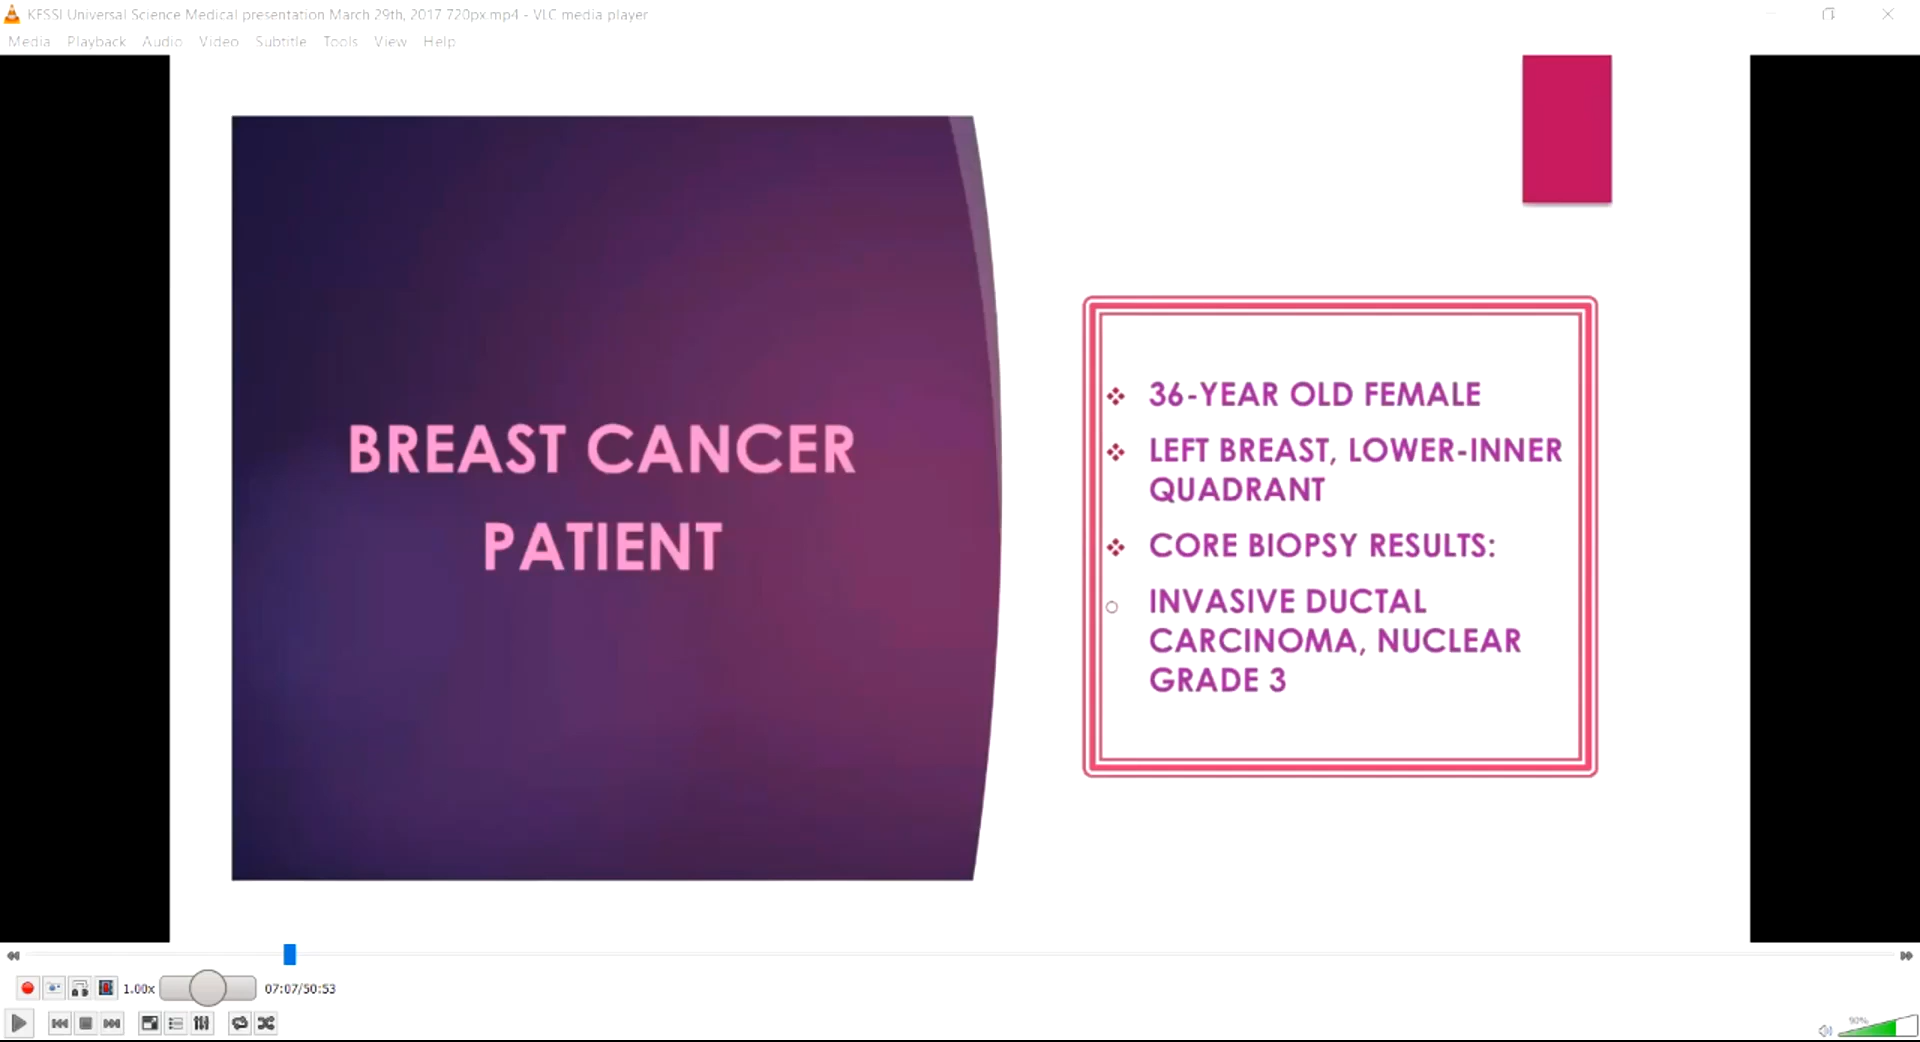 KFSSI Universal Science Medical presentation March 29th, 2017 720px.mp4 - VLC media player
Media Playback Audio Video Subtitle Tools View Help
BREAST CANCER
PATIENT
36-YEAR OLD FEMALE
LEFT BREAST, LOWER-INNER
QUADRANT
CORE BIOPSY RESULTS:
INVASIVE DUCTAL
CARCINOMA, NUCLEAR
GRADE 3
1.00x
07:07/50:53
90%